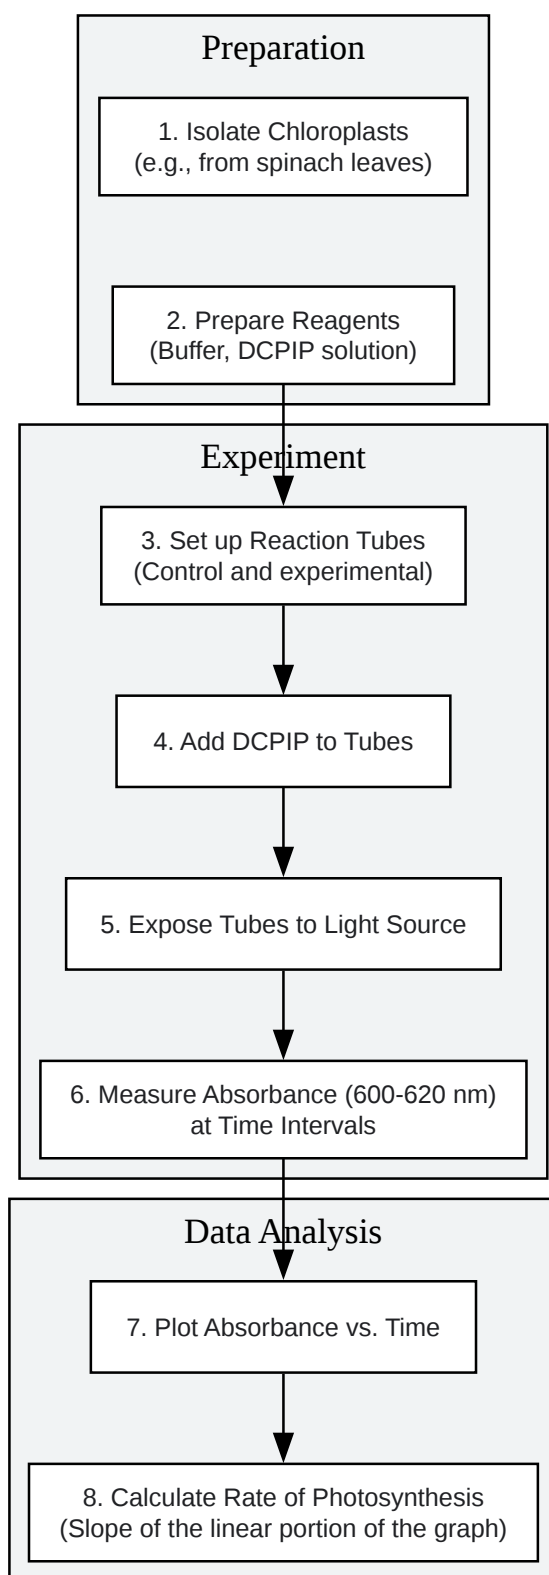 Preparation
1. Isolate Chloroplasts
(e.g., from spinach leaves)
2. Prepare Reagents
(Buffer, DCPIP solution)
Experiment
3. Set up Reaction Tubes
(Control and experimental)
4. Add DCPIP to Tubes
5. Expose Tubes to Light Source
6. Measure Absorbance (600-620 nm)
at Time Intervals
Data Analysis
7. Plot Absorbance vs. Time
8. Calculate Rate of Photosynthesis
(Slope of the linear portion of the graph)